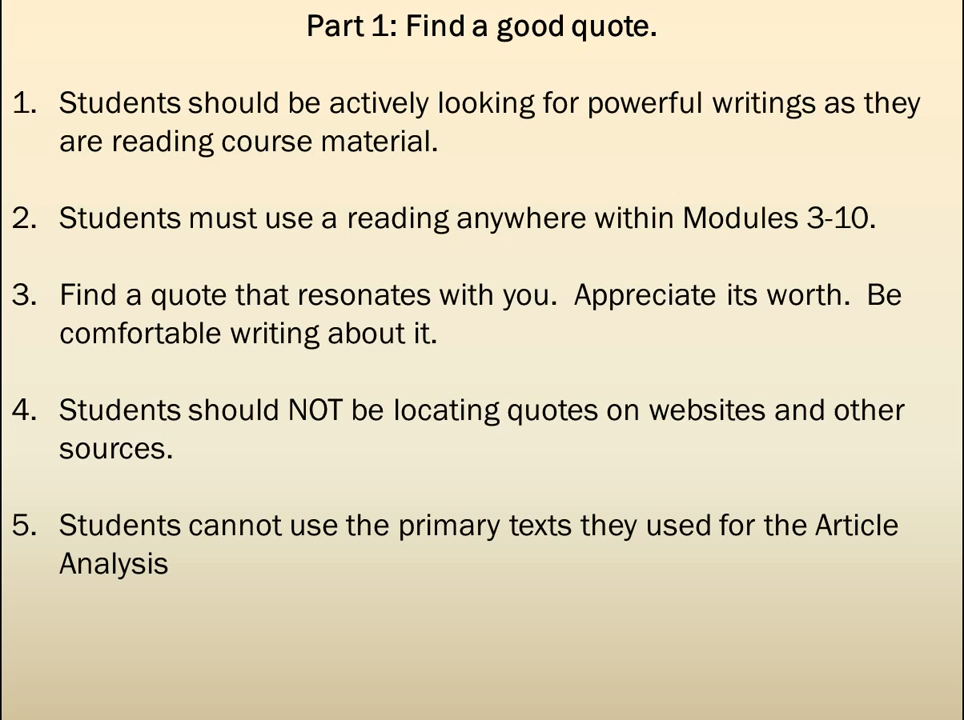 Part 1: Find a good quote.
1. Students should be actively looking for powerful writings as they
are reading course material.
2. Students must use a reading anywhere within Modules 3-10.
3. Find a quote that resonates with you.  Appreciate its worth.  Be
comfortable writing about it.
4. Students should NOT be locating quotes on websites and other
sources.
5. Students cannot use the primary texts they used for the Article
Analysis